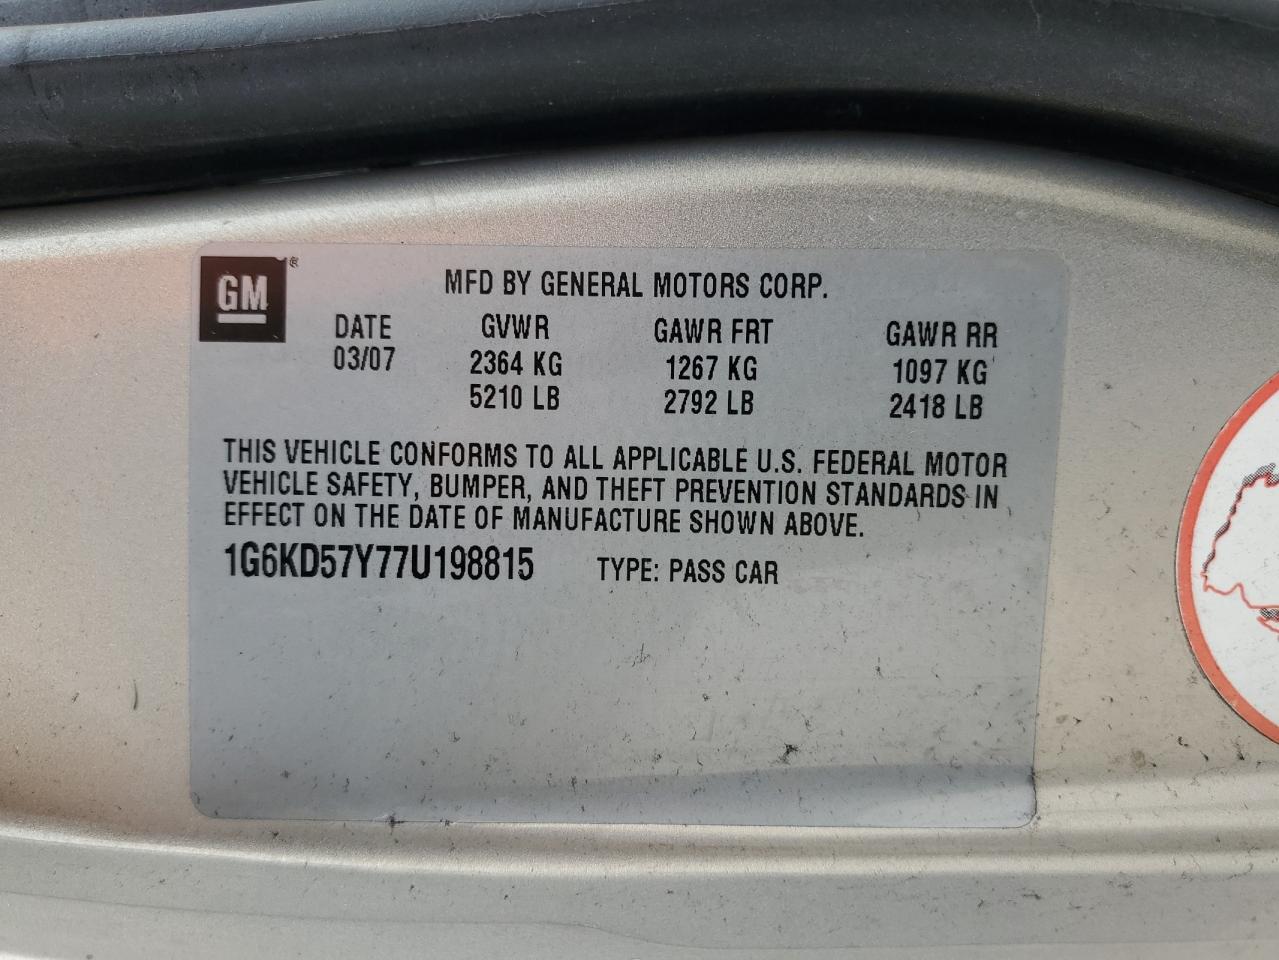 GM®
MFD BY GENERAL MOTORS CORP.
DATE GVWR GAWR FRT GAWR RR
03/07 2364 KG 1267 KG 1097 KG
5210 LB 2792 LB 2418 LB
THIS VEHICLE CONFORMS TO ALL APPLICABLE U.S. FEDERAL MOTOR
VEHICLE SAFETY, BUMPER, AND THEFT PREVENTION STANDARDS IN
EFFECT ON THE DATE OF MANUFACTURE SHOWN ABOVE.
1G6KD57Y77U198815 TYPE: PASS CAR